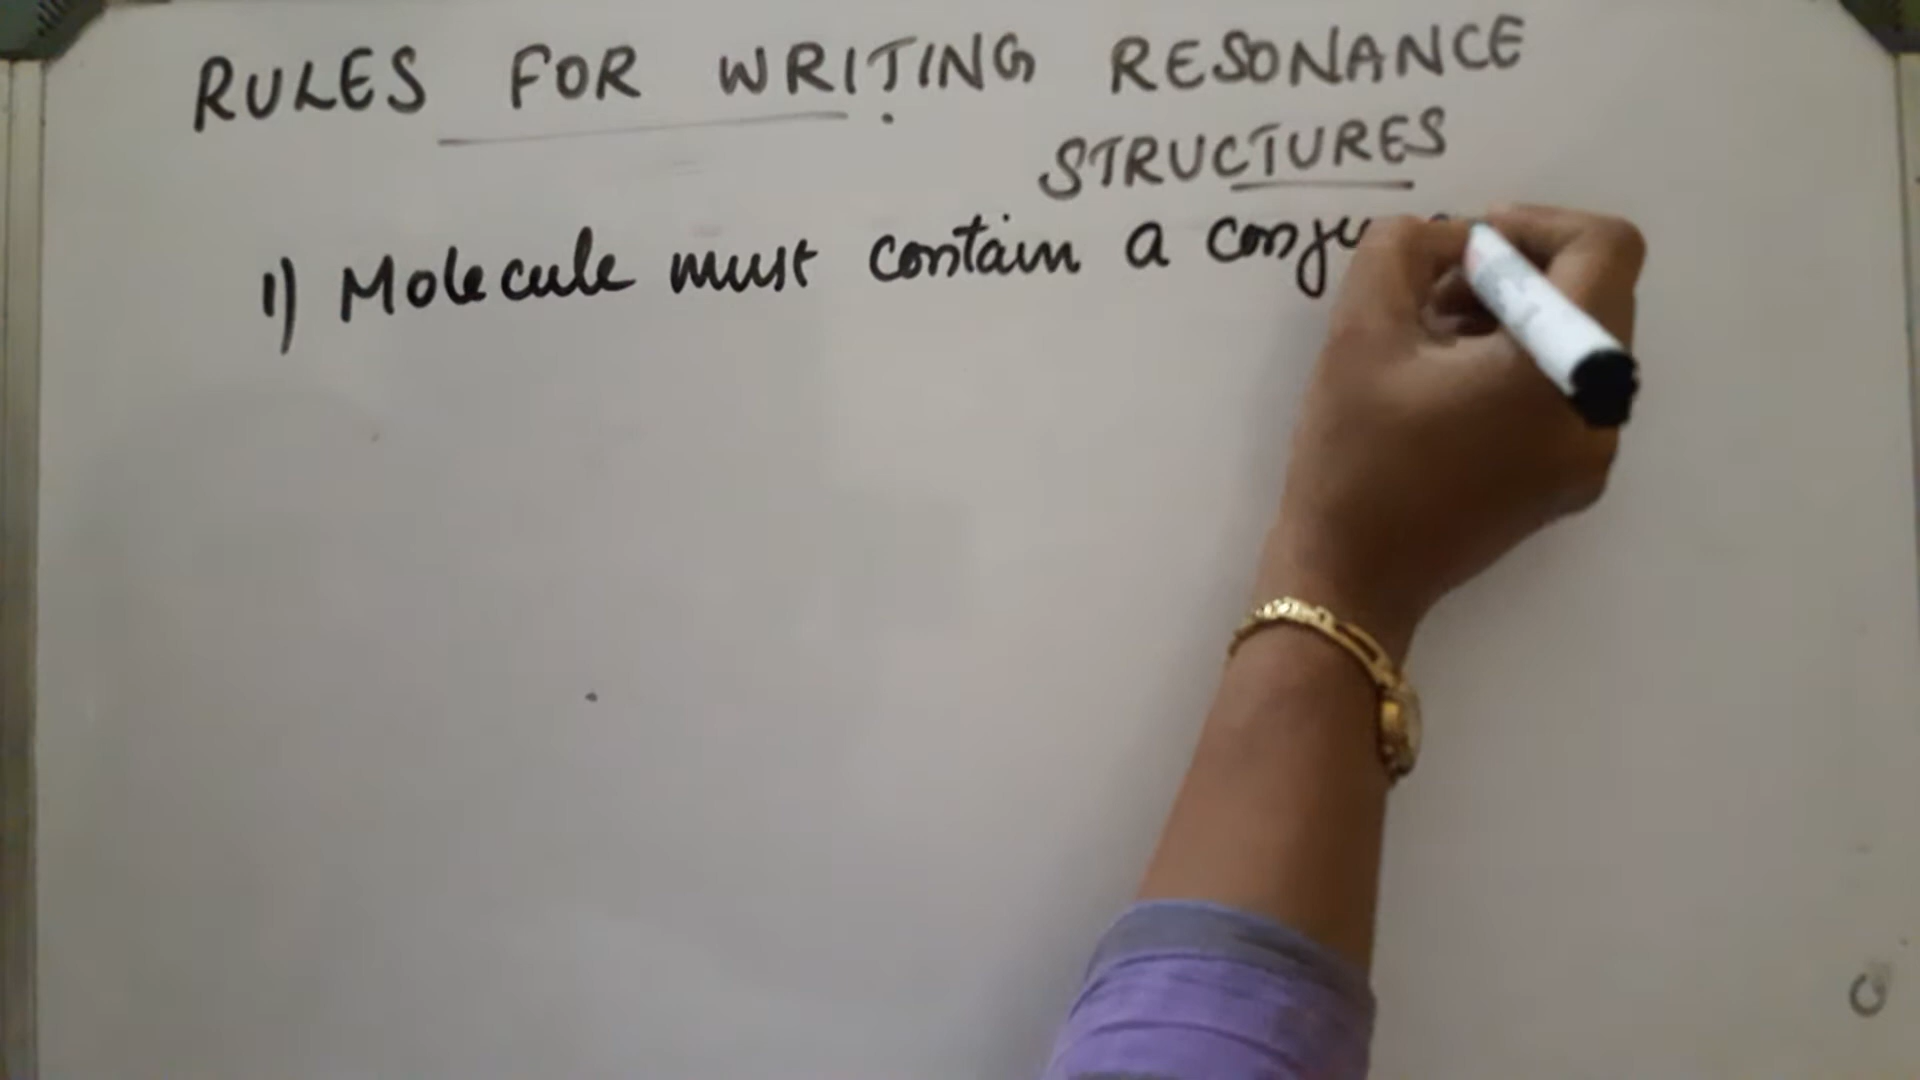 RULES FOR WRITING RESONANCE
STRUCTURES
1) Molecule must contain a